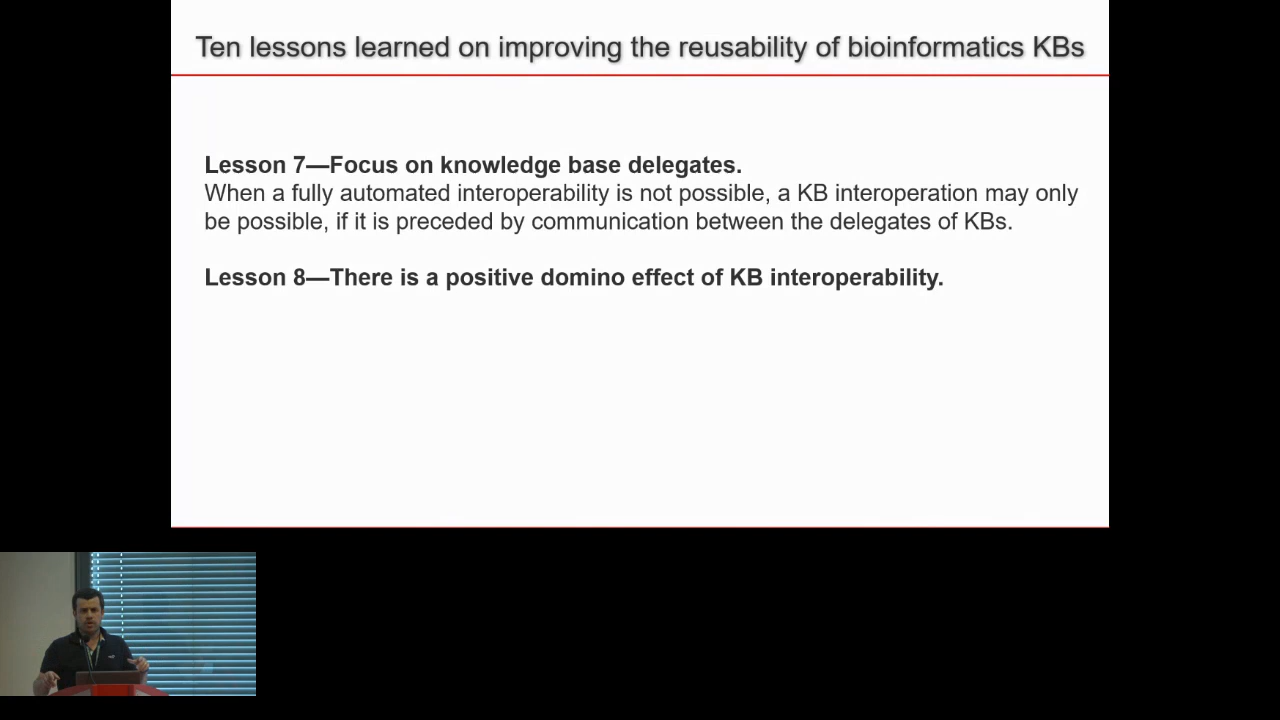 Ten lessons learned on improving the reusability of bioinformatics KBs
Lesson 7—Focus on knowledge base delegates.
When a fully automated interoperability is not possible, a KB interoperation may only
be possible, if it is preceded by communication between the delegates of KBs.
Lesson 8—There is a positive domino effect of KB interoperability.